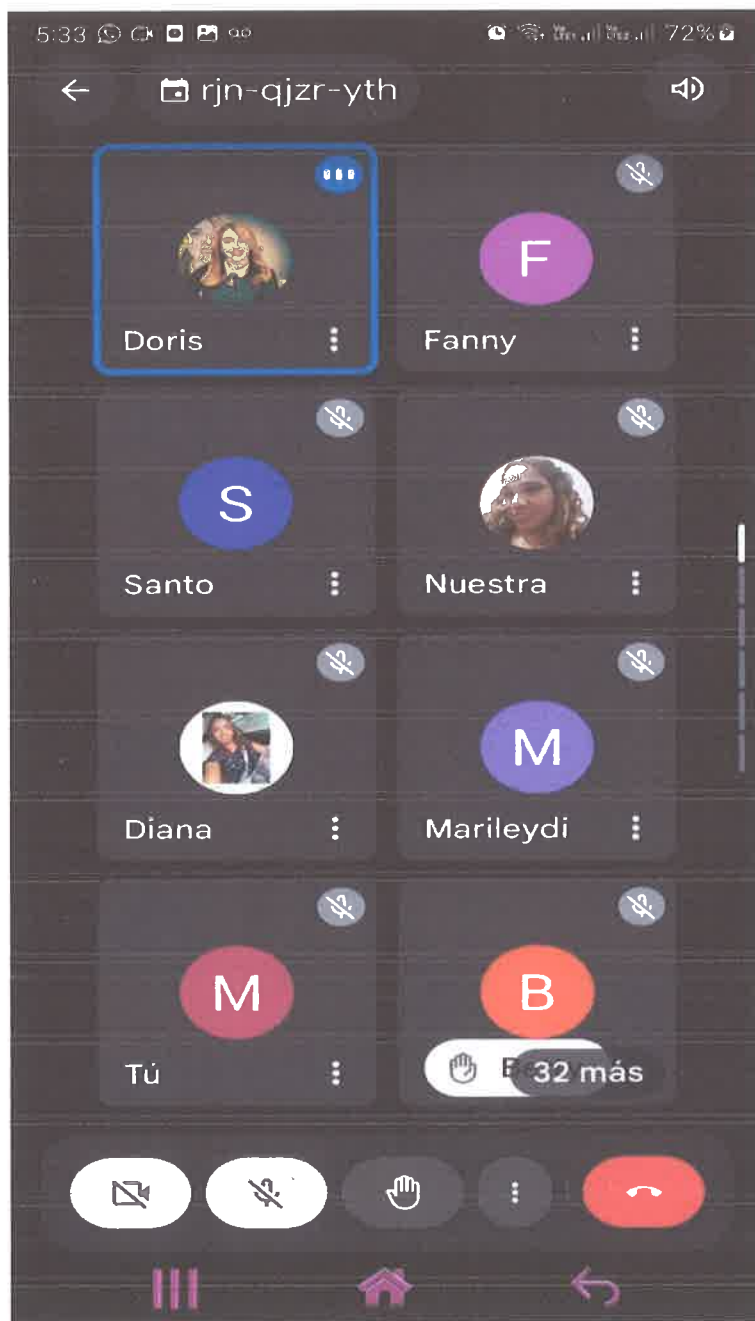 5:33 72%
rjn-qjzr-yth
F
Doris Fanny
S
Santo Nuestra
M
Diana Marileydi
M B
Tú 32 más